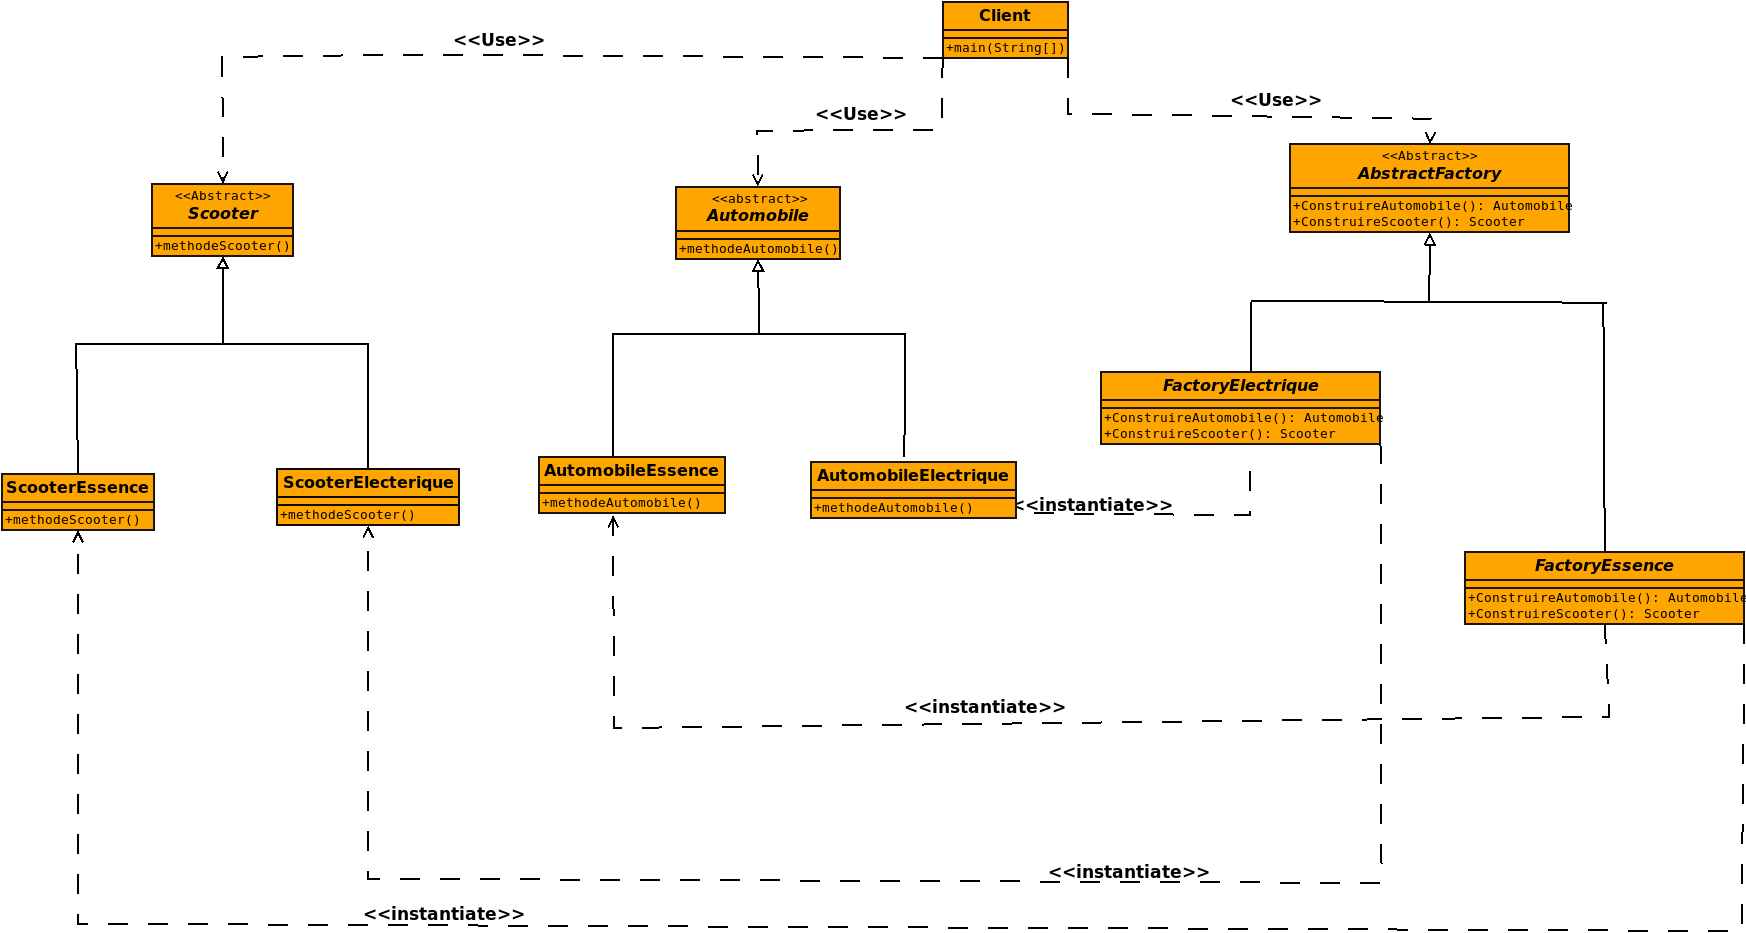 Client
+main(String[])
<<Use>>
<<Use>>
<<Use>>
<<Abstract>>
Scooter
+methodeScooter()
<<abstract>>
Automobile
+methodeAutomobile()
<<Abstract>>
AbstractFactory
+ConstruireAutomobile(): Automobile
+ConstruireScooter(): Scooter
FactoryElectrique
+ConstruireAutomobile(): Automobile
+ConstruireScooter(): Scooter
ScooterEssence
+methodeScooter()
ScooterElecterique
+methodeScooter()
AutomobileEssence
+methodeAutomobile()
AutomobileElectrique
+methodeAutomobile()
<<instantiate>>
FactoryEssence
+ConstruireAutomobile(): Automobile
+ConstruireScooter(): Scooter
<<instantiate>>
<<instantiate>>
<<instantiate>>